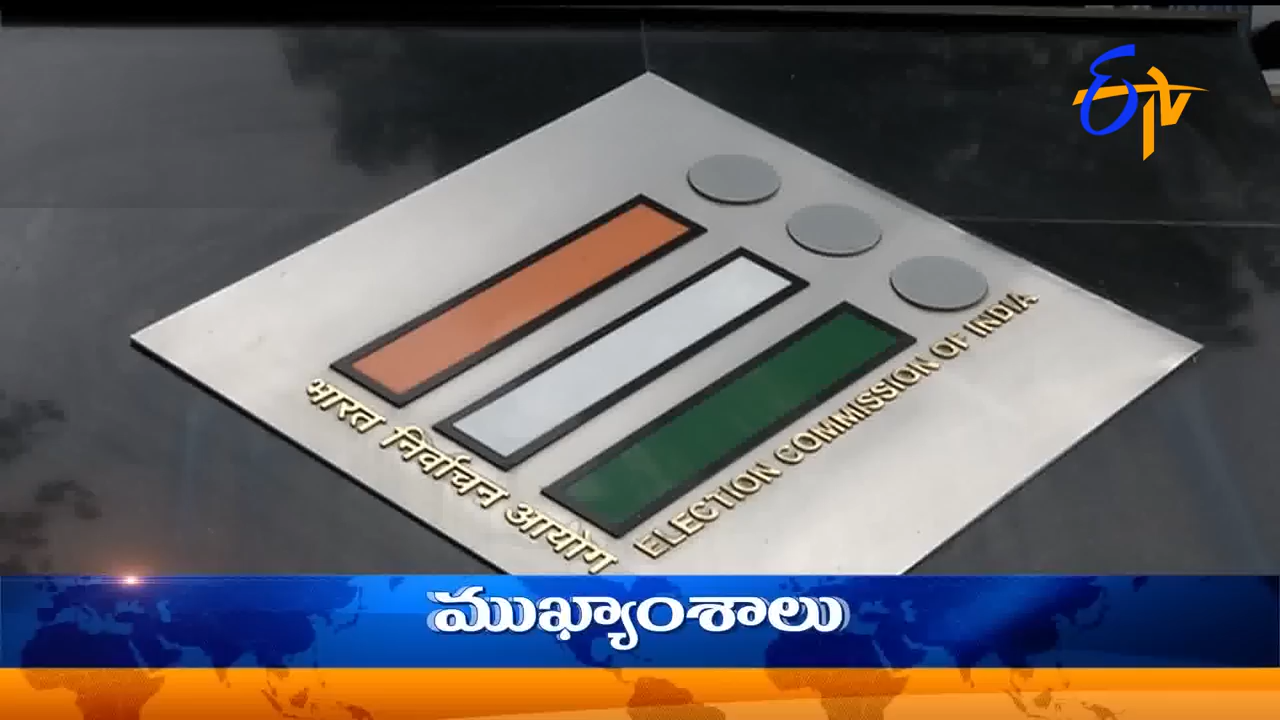 ETV
भारत निर्वाचन आयोग
ELECTION COMMISSION OF INDIA
ముఖ్యాంశాలు